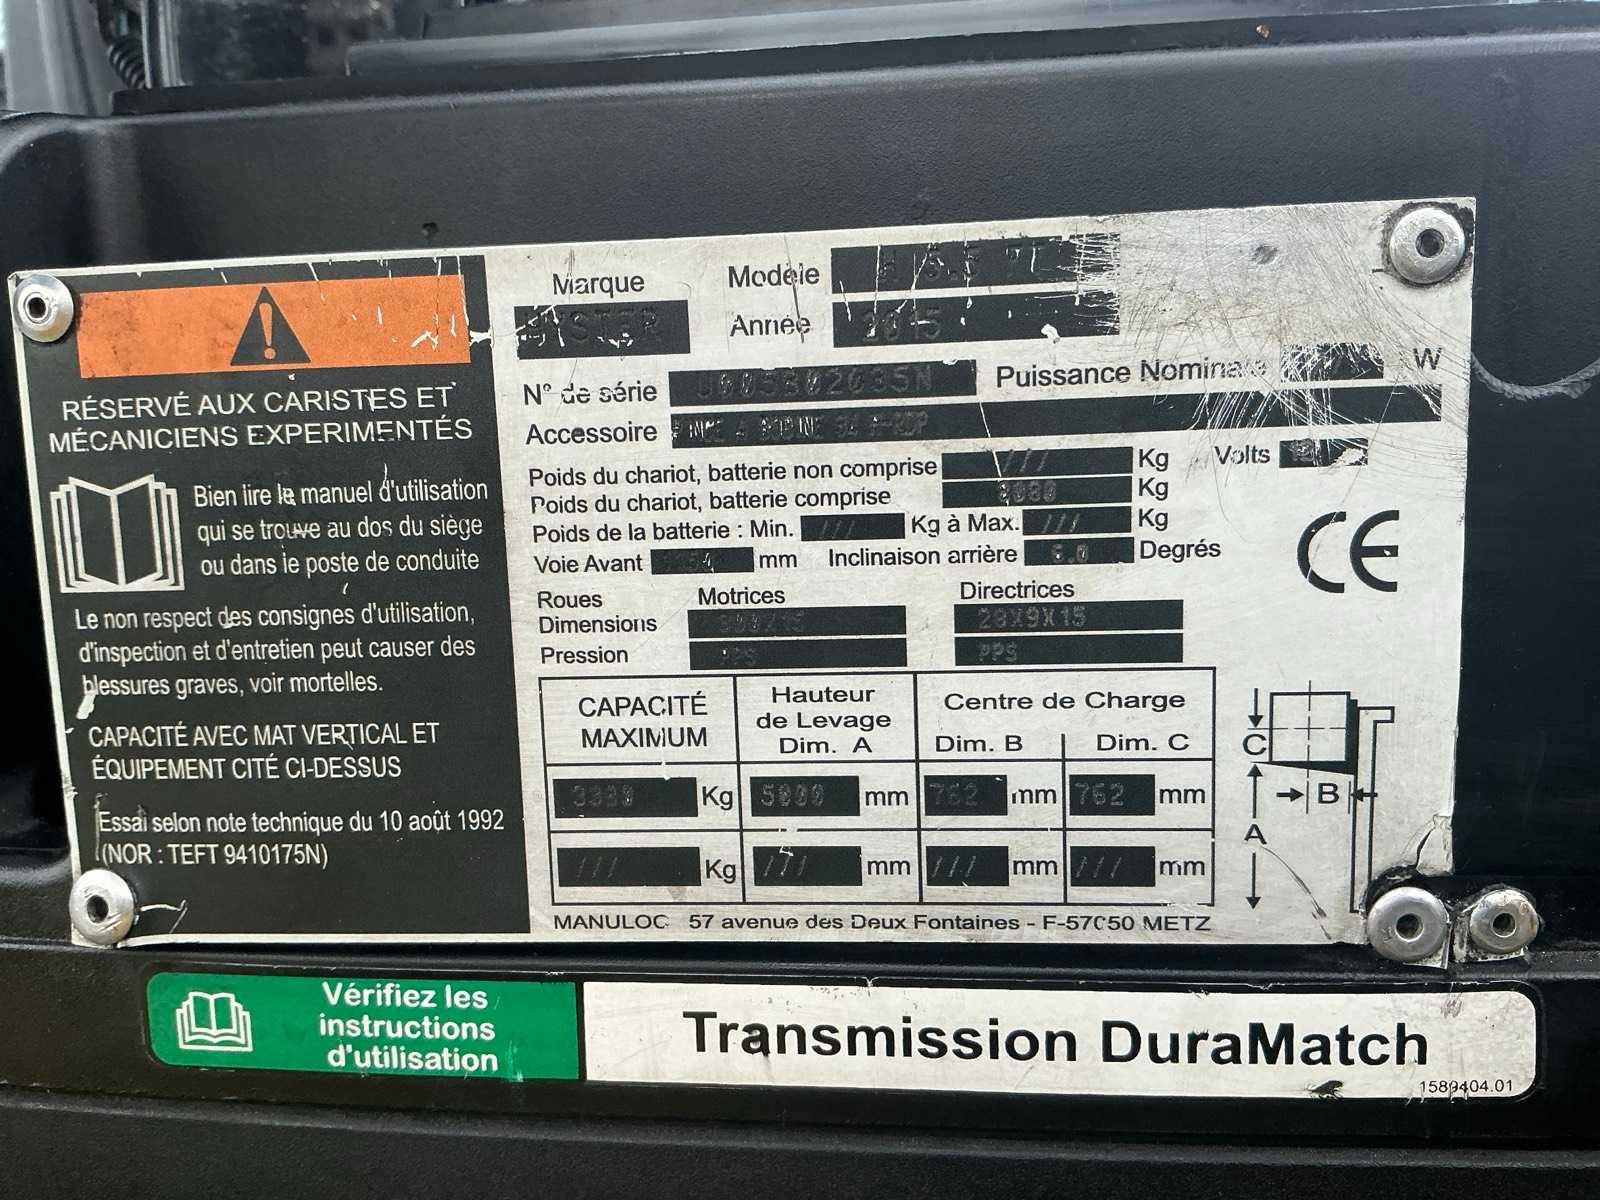 RÉSERVÉ AUX CARISTES ET
MÉCANICIENS EXPERIMENTÉS
Bien lire le manuel d'utilisation
qui se trouve au dos du siège
ou dans le poste de conduite
Le non respect des consignes d'utilisation,
d'inspection et d'entretien peut causer des
blessures graves, voir mortelles.
CAPACITÉ AVEC MAT VERTICAL ET
ÉQUIPEMENT CITÉ CI-DESSUS
Essai selon note technique du 10 août 1992
(NOR : TEFT 9410175N)
Marque
HYSTER
Modèle
Année 2015
N° de série U005B02035N
Puissance Nominale W
Accessoire
Poids du chariot, batterie non comprise /// Kg
Volts
Poids du chariot, batterie comprise 8080 Kg
Poids de la batterie : Min. /// Kg à Max. /// Kg
Voie Avant mm Inclinaison arrière 6.0 Degrés
CE
Roues Motrices Directrices
Dimensions 300/15 28X9X15
Pression PPS PPS
CAPACITÉ MAXIMUM
Hauteur de Levage Dim. A
Centre de Charge
Dim. B Dim. C
3300 Kg 5000 mm 762 mm 762 mm
/// Kg /// mm /// mm /// mm
C
B
A
MANULOC 57 avenue des Deux Fontaines - F-57050 METZ
Vérifiez les
instructions
d'utilisation
Transmission DuraMatch
1589404.01